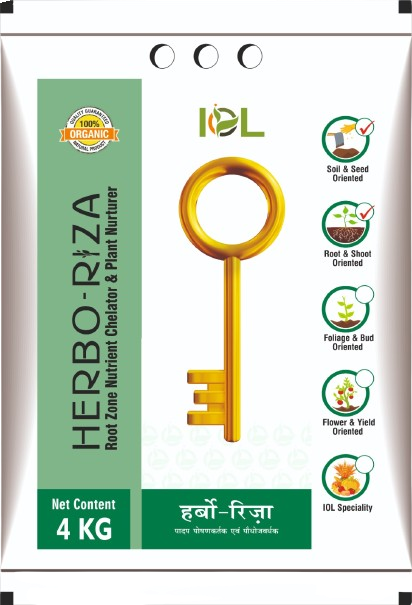 QUALITY GUARANTEED
100%
ORGANIC
NATURAL PRODUCT
HERBO-RIZA
Root Zone Nutrient Chelator & Plant Nurturer
IOL
Soil & Seed
Oriented
Root & Shoot
Oriented
Foliage & Bud
Oriented
Flower & Yield
Oriented
IOL Speciality
Net Content
4 KG
हर्बो-रिज़ा
पादप पोषणकर्तक एवं पौधोजवर्धक